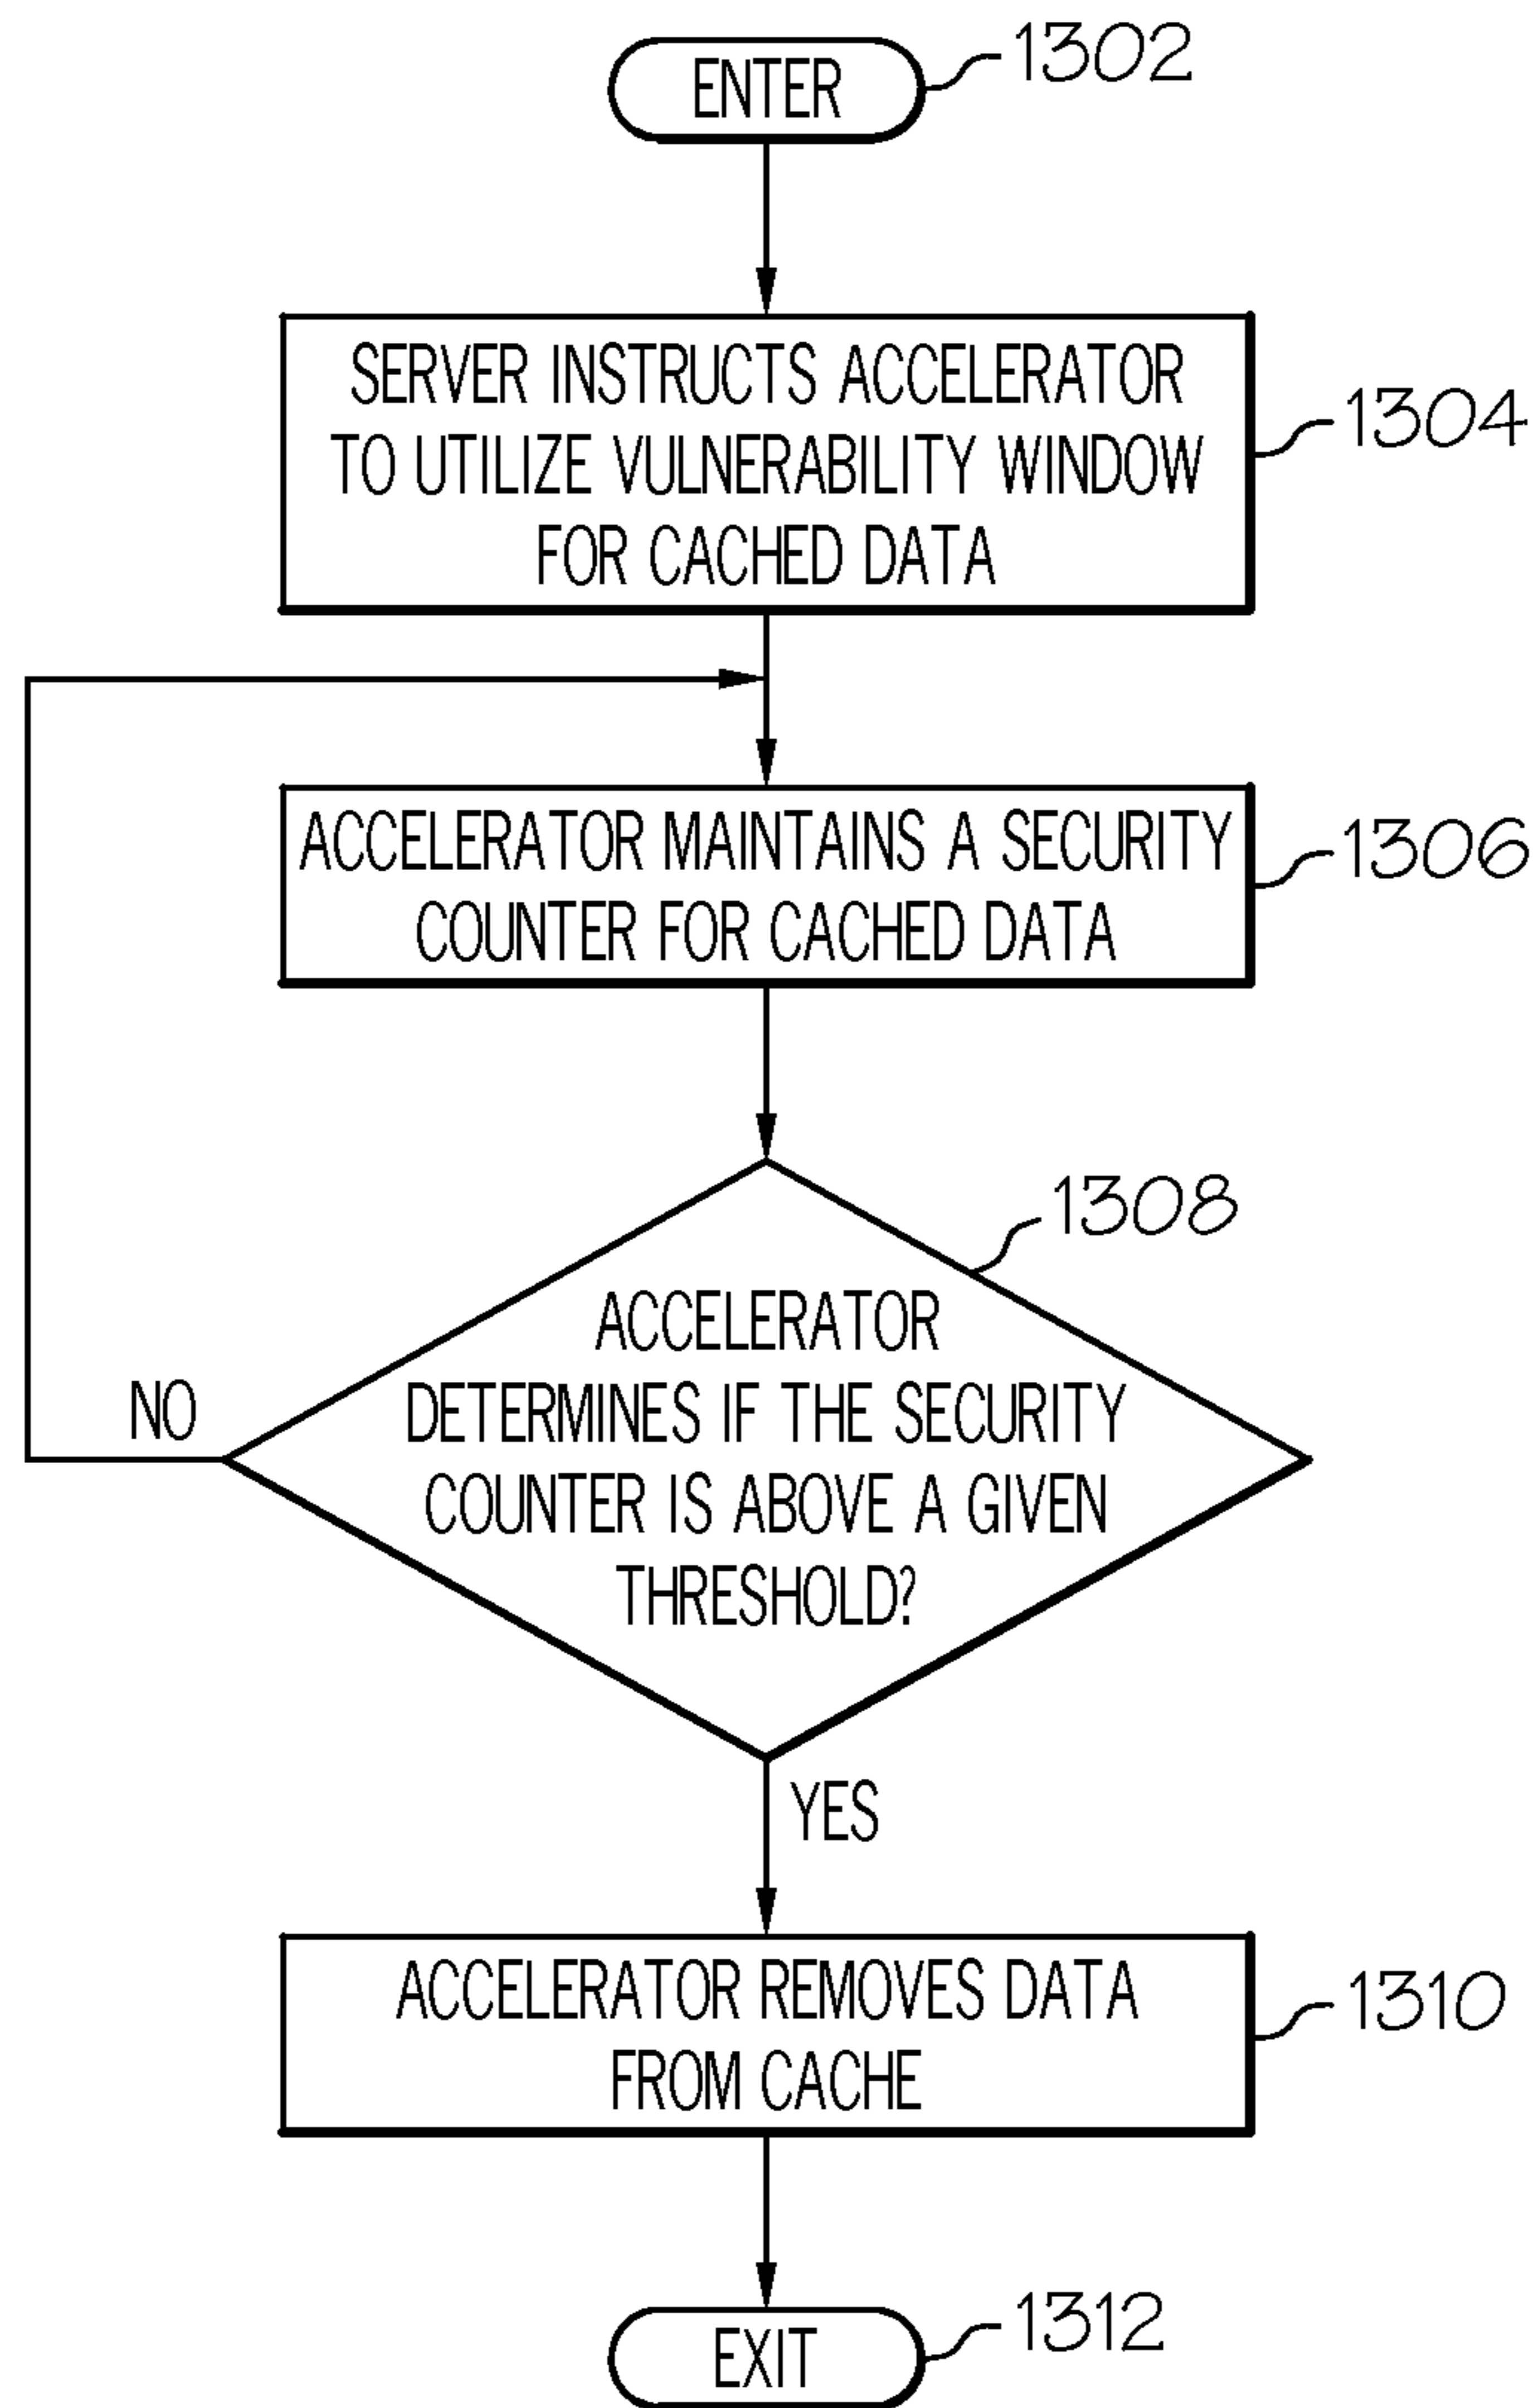 ENTER
1302
SERVER INSTRUCTS ACCELERATOR
TO UTILIZE VULNERABILITY WINDOW
FOR CACHED DATA
1304
ACCELERATOR MAINTAINS A SECURITY
COUNTER FOR CACHED DATA
1306
1308
ACCELERATOR
DETERMINES IF THE SECURITY
COUNTER IS ABOVE A GIVEN
THRESHOLD?
NO
YES
ACCELERATOR REMOVES DATA
FROM CACHE
1310
EXIT
1312